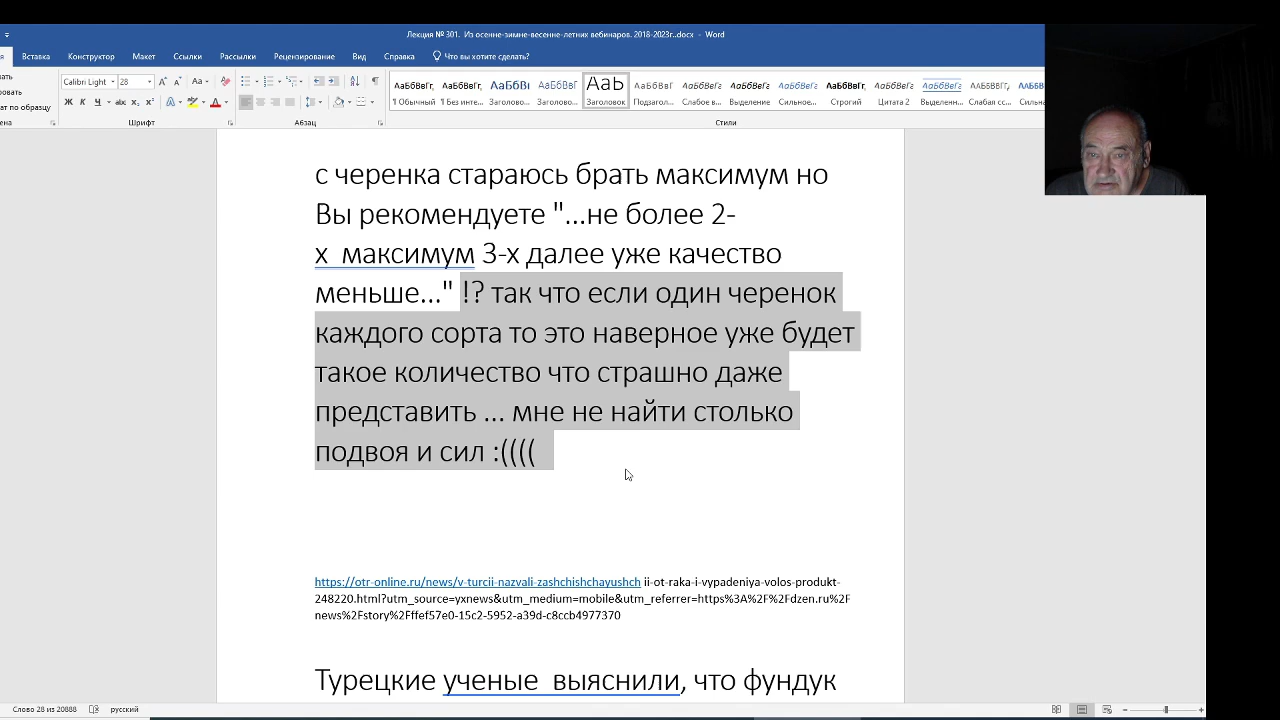 Лекция № 301.  Из осенне-зимне-весенне-летних вебинаров. 2018-2023г..docx - Word
Вставка Конструктор Макет Ссылки Рассылки Рецензирование Вид Справка Что вы хотите сделать?
Calibri Light 28
Ж К Ч abc x₂ x²
1 Обычный 1 Без инте... Заголово... Заголово... Заголовок Подзагол... Слабое в... Выделение Сильное... Строгий Цитата 2 Выделенн... Слабая сс...
Шрифт Абзац Стили
с черенка стараюсь брать максимум но
Вы рекомендуете "...не более 2-
х  максимум 3-х далее уже качество
меньше..." !? так что если один черенок
каждого сорта то это наверное уже будет
такое количество что страшно даже
представить ... мне не найти столько
подвоя и сил :((((
https://otr-online.ru/news/v-turcii-nazvali-zashchishchayushch ii-ot-raka-i-vypadeniya-volos-produkt-
248220.html?utm_source=yxnews&utm_medium=mobile&utm_referrer=https%3A%2F%2Fdzen.ru%2F
news%2Fstory%2Fffef57e0-15c2-5952-a39d-c8ccb4977370
Турецкие ученые  выяснили, что фундук
Слово 28 из 20888 русский